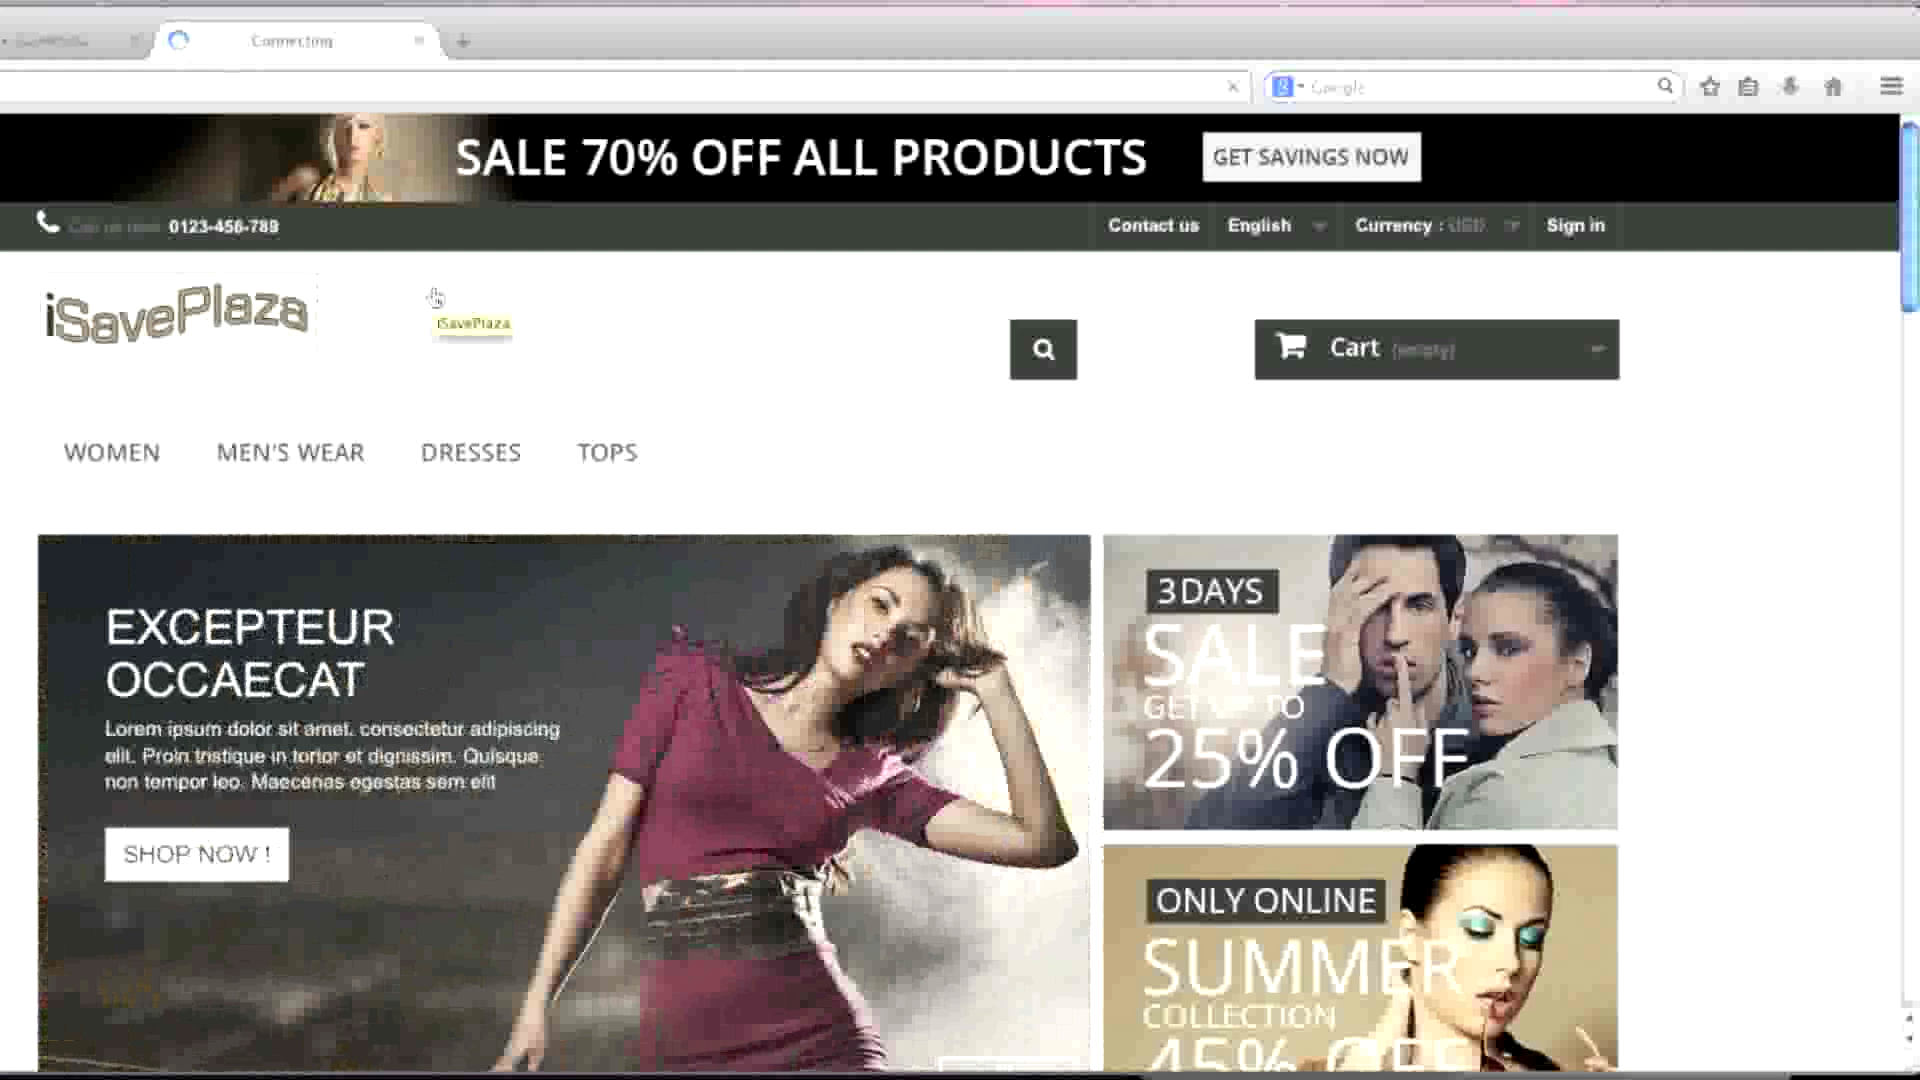 Connecting
Google
SALE 70% OFF ALL PRODUCTS
GET SAVINGS NOW
Call us now: 0123-456-789
Contact us
English
Currency : USD
Sign in
iSavePlaza
iSavePlaza
Cart (empty)
WOMEN
MEN'S WEAR
DRESSES
TOPS
EXCEPTEUR
OCCAECAT
Lorem ipsum dolor sit amet, consectetur adipiscing
elit. Proin tristique in tortor et dignissim. Quisque
non tempor leo. Maecenas egestas sem elit
SHOP NOW !
3 DAYS
SALE
GET UP TO
25% OFF
ONLY ONLINE
SUMMER
COLLECTION
45% OFF